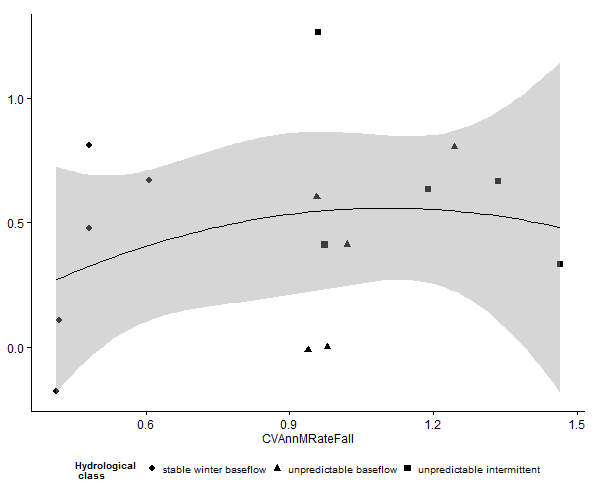 1.0
0.5
0.0
0.6 0.9 1.2 1.5
CVAnnMRateFall
Hydrological
class
stable winter baseflow unpredictable baseflow unpredictable intermittent